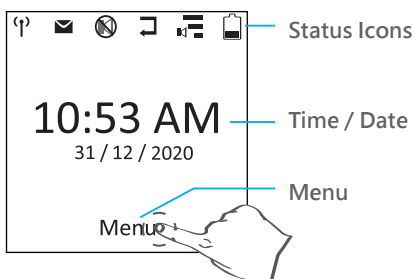 Status Icons
10:53 AM
Time / Date
31 / 12 / 2020
Menu
Menu